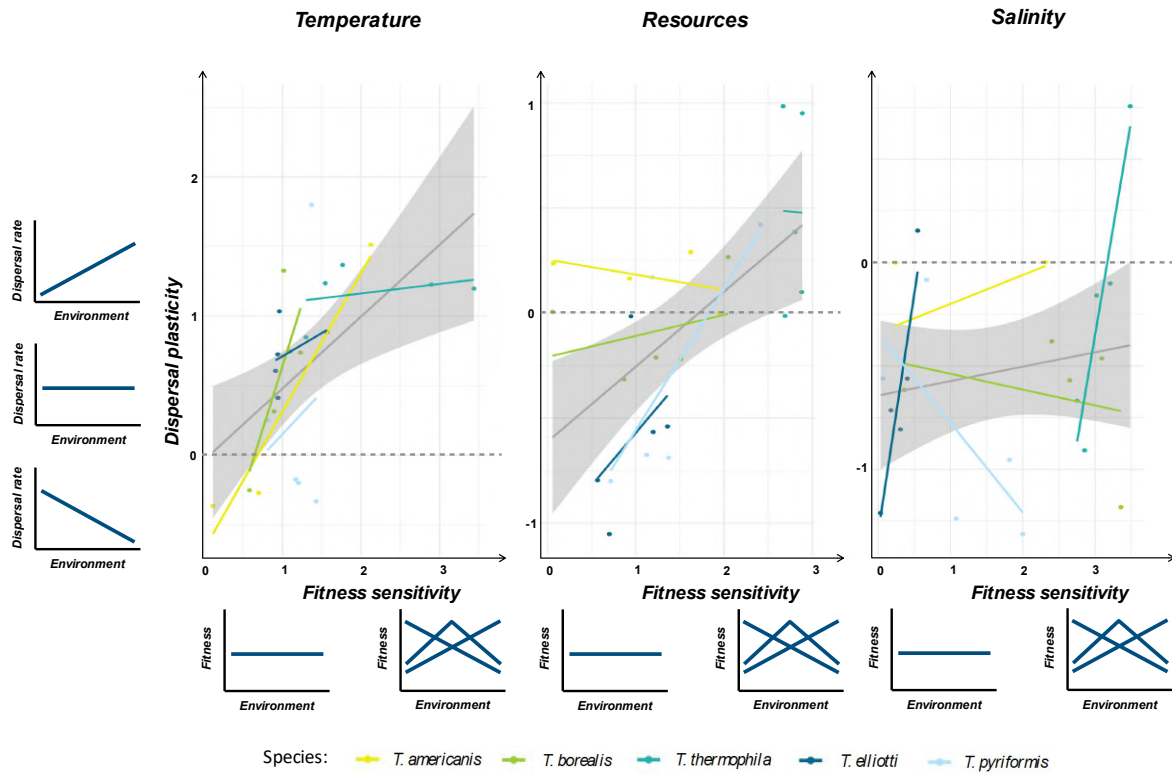 Temperature
Resources
Salinity
Dispersal plasticity
2
1
0
1
0
-1
0
-1
0 1 2 3
0 1 2 3
0 1 2 3
Fitness sensitivity
Fitness sensitivity
Fitness sensitivity
Dispersal rate
Environment
Dispersal rate
Environment
Dispersal rate
Environment
Fitness
Environment
Fitness
Environment
Fitness
Environment
Fitness
Environment
Fitness
Environment
Fitness
Environment
Species: T. americanis T. borealis T. thermophila T. elliotti T. pyriformis